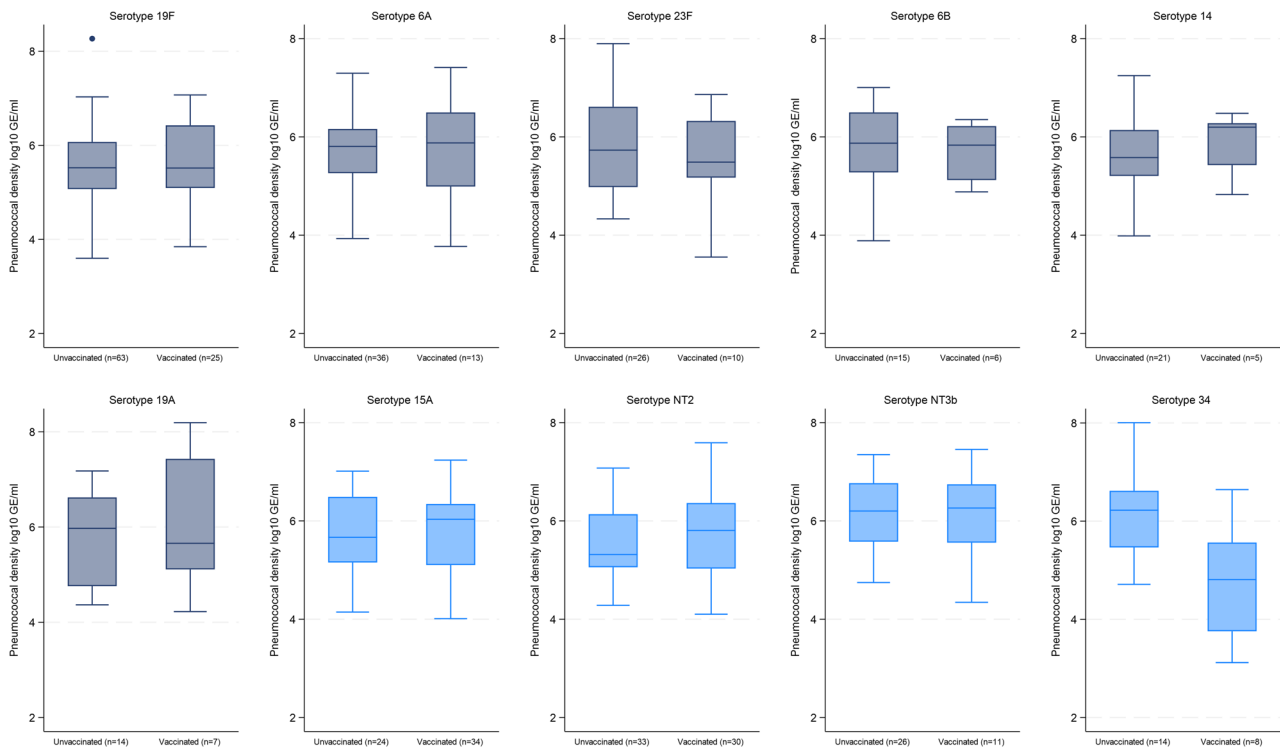 Serotype 19F
Pneumococcal density log10 GE/ml
8
6
4
2
Unvaccinated (n=63)
Vaccinated (n=25)
Serotype 6A
Pneumococcal density log10 GE/ml
8
6
4
2
Unvaccinated (n=36)
Vaccinated (n=13)
Serotype 23F
Pneumococcal density log10 GE/ml
8
6
4
2
Unvaccinated (n=26)
Vaccinated (n=10)
Serotype 6B
Pneumococcal density log10 GE/ml
8
6
4
2
Unvaccinated (n=15)
Vaccinated (n=6)
Serotype 14
Pneumococcal density log10 GE/ml
8
6
4
2
Unvaccinated (n=21)
Vaccinated (n=5)
Serotype 19A
Pneumococcal density log10 GE/ml
8
6
4
2
Unvaccinated (n=14)
Vaccinated (n=7)
Serotype 15A
Pneumococcal density log10 GE/ml
8
6
4
2
Unvaccinated (n=24)
Vaccinated (n=34)
Serotype NT2
Pneumococcal density log10 GE/ml
8
6
4
2
Unvaccinated (n=33)
Vaccinated (n=30)
Serotype NT3b
Pneumococcal density log10 GE/ml
8
6
4
2
Unvaccinated (n=26)
Vaccinated (n=11)
Serotype 34
Pneumococcal density log10 GE/ml
8
6
4
2
Unvaccinated (n=14)
Vaccinated (n=8)